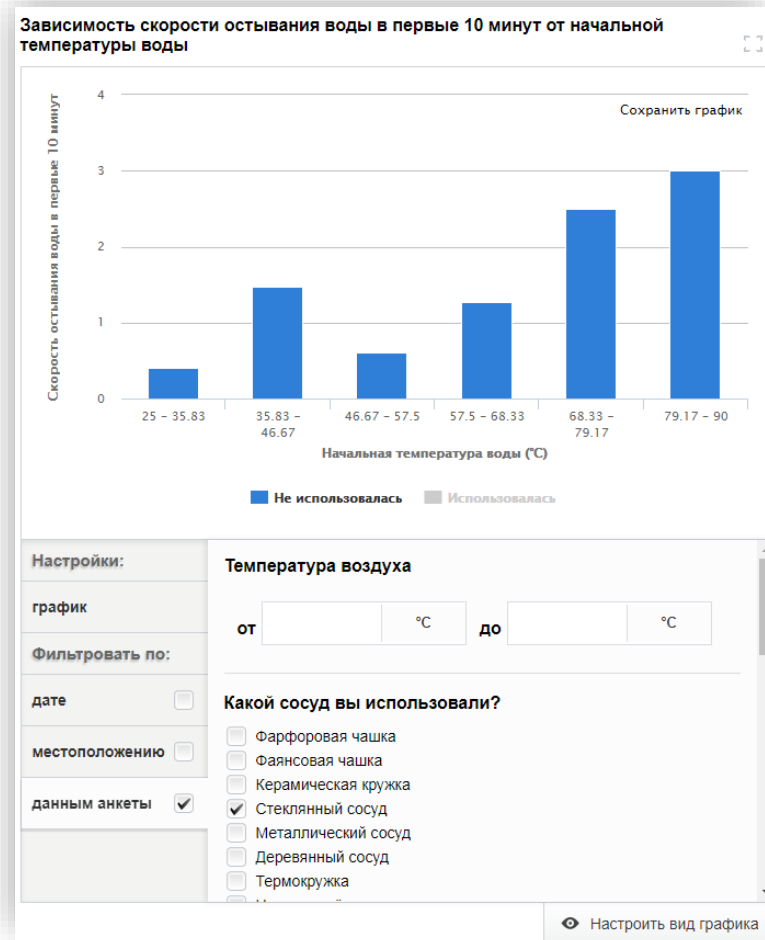 Зависимость скорости остывания воды в первые 10 минут от начальной
температуры воды
Сохранить график
Скорость остывания воды в первые 10 минут
4
3
2
1
0
25 – 35.83
35.83 –
46.67
46.67 – 57.5
57.5 – 68.33
68.33 –
79.17
79.17 – 90
Начальная температура воды (°C)
Не использовалась
Использовалась
Настройки:
график
Фильтровать по:
дате
местоположению
данным анкеты
Температура воздуха
от
°C
до
°C
Какой сосуд вы использовали?
Фарфоровая чашка
Фаянсовая чашка
Керамическая кружка
Стеклянный сосуд
Металлический сосуд
Деревянный сосуд
Термокружка
Настроить вид графика